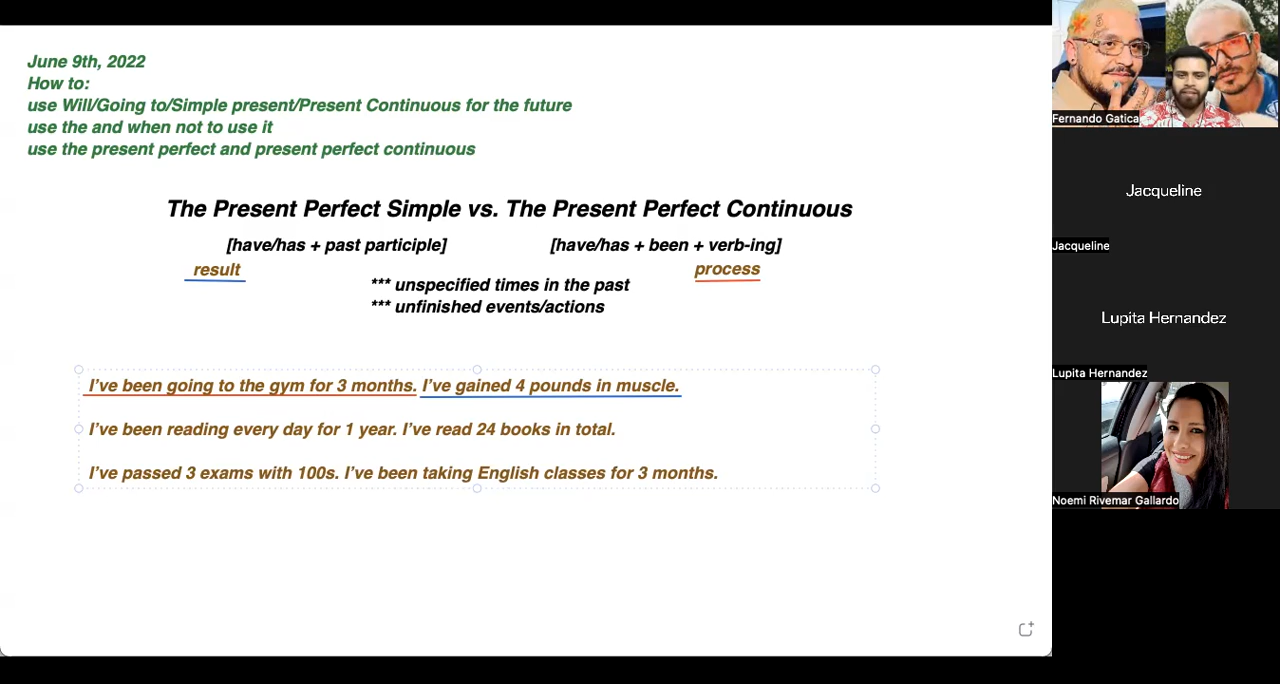 June 9th, 2022
How to:
use Will/Going to/Simple present/Present Continuous for the future
use the and when not to use it
use the present perfect and present perfect continuous
The Present Perfect Simple vs. The Present Perfect Continuous
[have/has + past participle] [have/has + been + verb-ing]
result process
*** unspecified times in the past
*** unfinished events/actions
I've been going to the gym for 3 months. I've gained 4 pounds in muscle.
I've been reading every day for 1 year. I've read 24 books in total.
I've passed 3 exams with 100s. I've been taking English classes for 3 months.
Fernando Gatica
Jacqueline
Jacqueline
Lupita Hernandez
Lupita Hernandez
Noemi Rivemar Gallardo